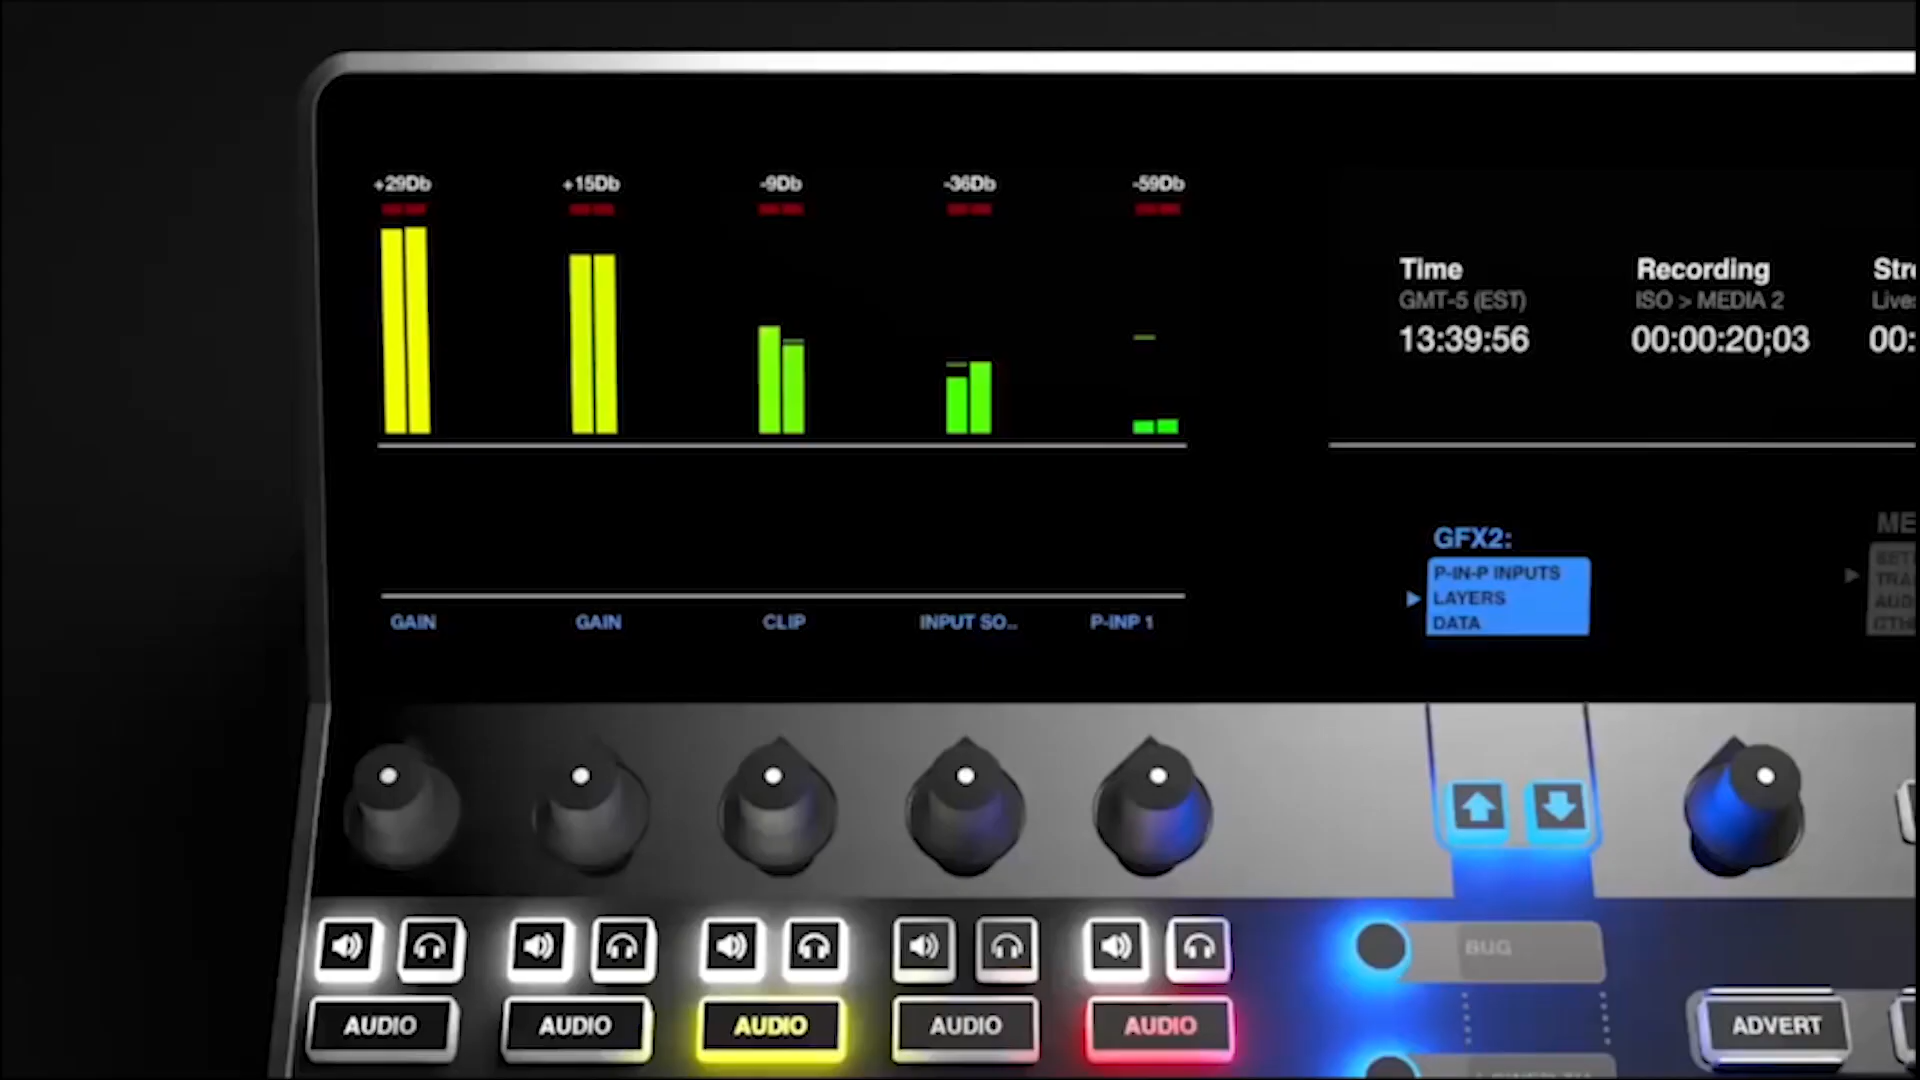 +29Db +15Db -9Db -36Db -59Db
Time Recording
GMT-5 (EST) ISO > MEDIA 2
13:39:56 00:00:20;03 00:
GFX2:
P-IN-P INPUTS
LAYERS
DATA
GAIN GAIN CLIP INPUT SO.. P-INP 1
BUG
AUDIO AUDIO AUDIO AUDIO AUDIO ADVERT